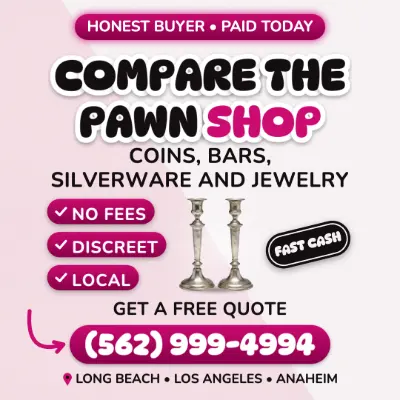 HONEST BUYER • PAID TODAY
COMPARE THE
PAWN SHOP
COINS, BARS,
SILVERWARE AND JEWELRY
NO FEES
DISCREET
LOCAL
FAST CASH
GET A FREE QUOTE
(562) 999-4994
LONG BEACH • LOS ANGELES • ANAHEIM